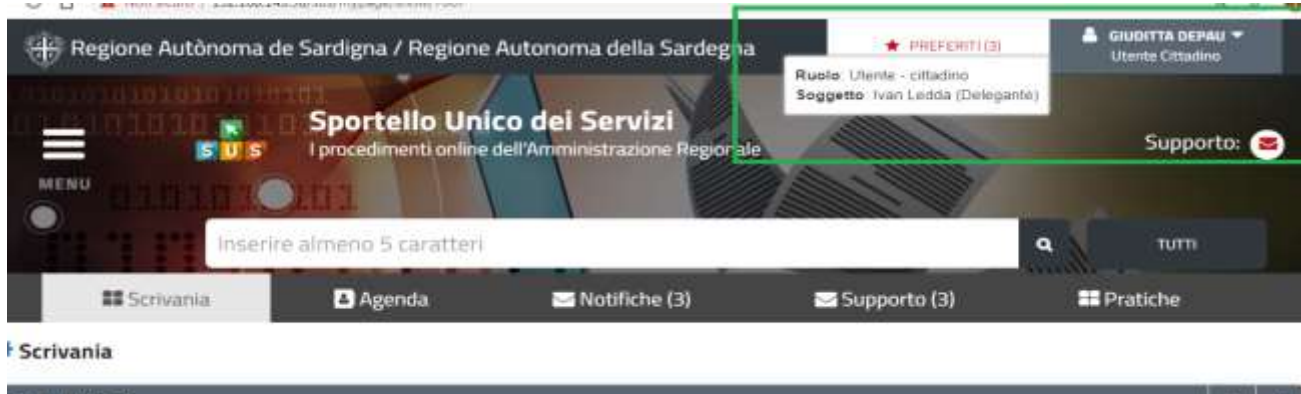 Regione Autònoma de Sardigna / Regione Autonoma della Sardegna
PREFERITI (3)
GIUDITTA DEPAU
Utente Cittadino
Ruolo: Utente - cittadino
Soggetto: Ivan Ledda (Delegante)
Sportello Unico dei Servizi
SUS
I procedimenti online dell'Amministrazione Regionale
Supporto:
MENU
Inserire almeno 5 caratteri
TUTTI
Scrivania
Agenda
Notifiche (3)
Supporto (3)
Pratiche
Scrivania